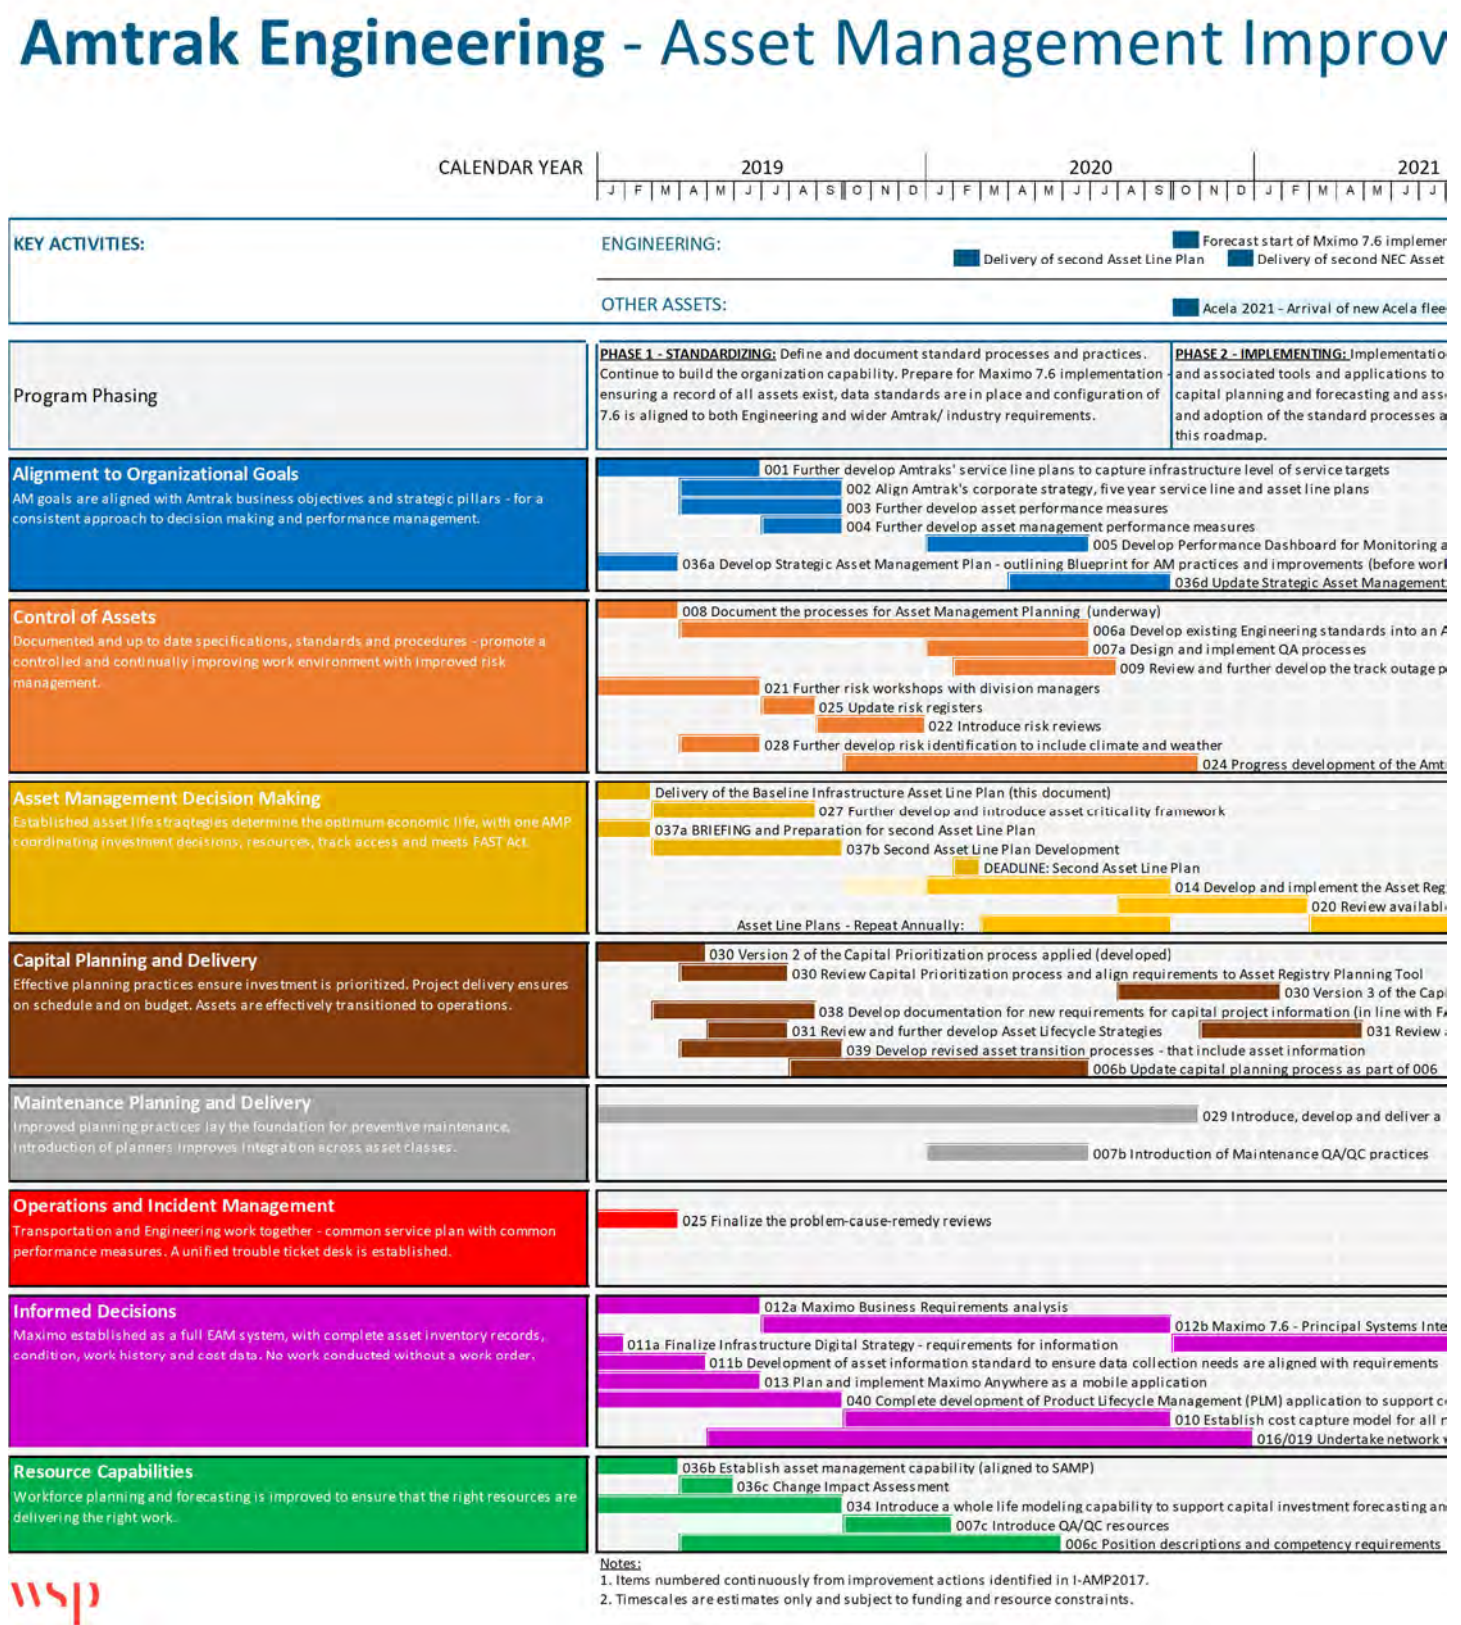 Amtrak Engineering - Asset Management Improv
CALENDAR YEAR
2019
2020
2021
J F M A M J J A S O N D J F M A M J J A S O N D J F M A M J J
KEY ACTIVITIES:
ENGINEERING:
Forecast start of Mximo 7.6 implemer
Delivery of second Asset Line Plan
Delivery of second NEC Asset
OTHER ASSETS:
Acela 2021 - Arrival of new Acela flee
Program Phasing
PHASE 1 - STANDARDIZING: Define and document standard processes and practices.
Continue to build the organization capability. Prepare for Maximo 7.6 implementation -
ensuring a record of all assets exist, data standards are in place and configuration of
7.6 is aligned to both Engineering and wider Amtrak/ industry requirements.
PHASE 2 - IMPLEMENTING: Implementatio
and associated tools and applications to
capital planning and forecasting and ass
and adoption of the standard processes a
this roadmap.
Alignment to Organizational Goals
AM goals are aligned with Amtrak business objectives and strategic pillars - for a
consistent approach to decision making and performance management.
001 Further develop Amtraks' service line plans to capture infrastructure level of service targets
002 Align Amtrak's corporate strategy, five year service line and asset line plans
003 Further develop asset performance measures
004 Further develop asset management performance measures
005 Develop Performance Dashboard for Monitoring a
036a Develop Strategic Asset Management Plan - outlining Blueprint for AM practices and improvements (before worl
036d Update Strategic Asset Management
Control of Assets
Documented and up to date specifications, standards and procedures - promote a
controlled and continually improving work environment with improved risk
management.
008 Document the processes for Asset Management Planning (underway)
006a Develop existing Engineering standards into an A
007a Design and implement QA processes
009 Review and further develop the track outage p
021 Further risk workshops with division managers
025 Update risk registers
022 Introduce risk reviews
028 Further develop risk identification to include climate and weather
024 Progress development of the Amt
Asset Management Decision Making
Established asset life straqtegies determine the optimum economic life, with one AMP
coordinating investment decisions, resources, track access and meets FAST Act.
Delivery of the Baseline Infrastructure Asset Line Plan (this document)
027 Further develop and introduce asset criticality framework
037a BRIEFING and Preparation for second Asset Line Plan
037b Second Asset Line Plan Development
DEADLINE: Second Asset Line Plan
014 Develop and implement the Asset Reg
020 Review availabl
Asset Line Plans - Repeat Annually:
Capital Planning and Delivery
Effective planning practices ensure investment is prioritized. Project delivery ensures
on schedule and on budget. Assets are effectively transitioned to operations.
030 Version 2 of the Capital Prioritization process applied (developed)
030 Review Capital Prioritization process and align requirements to Asset Registry Planning Tool
030 Version 3 of the Capi
038 Develop documentation for new requirements for capital project information (in line with FA
031 Review and further develop Asset Lifecycle Strategies
031 Review a
039 Develop revised asset transition processes - that include asset information
006b Update capital planning process as part of 006
Maintenance Planning and Delivery
Improved planning practices lay the foundation for preventive maintenance.
Introduction of planners improves integration across asset classes.
029 Introduce, develop and deliver a
007b Introduction of Maintenance QA/QC practices
Operations and Incident Management
Transportation and Engineering work together - common service plan with common
performance measures. A unified trouble ticket desk is established.
025 Finalize the problem-cause-remedy reviews
Informed Decisions
Maximo established as a full EAM system, with complete asset inventory records,
condition, work history and cost data. No work conducted without a work order.
012a Maximo Business Requirements analysis
012b Maximo 7.6 - Principal Systems Inte
011a Finalize Infrastructure Digital Strategy - requirements for information
011b Development of asset information standard to ensure data collection needs are aligned with requirements
013 Plan and implement Maximo Anywhere as a mobile application
040 Complete development of Product Lifecycle Management (PLM) application to support c
010 Establish cost capture model for all r
016/019 Undertake network
Resource Capabilities
Workforce planning and forecasting is improved to ensure that the right resources are
delivering the right work.
036b Establish asset management capability (aligned to SAMP)
036c Change Impact Assessment
034 Introduce a whole life modeling capability to support capital investment forecasting an
007c Introduce QA/QC resources
006c Position descriptions and competency requirements
Notes:
1. Items numbered continuously from improvement actions identified in I-AMP2017.
2. Timescales are estimates only and subject to funding and resource constraints.
wsp